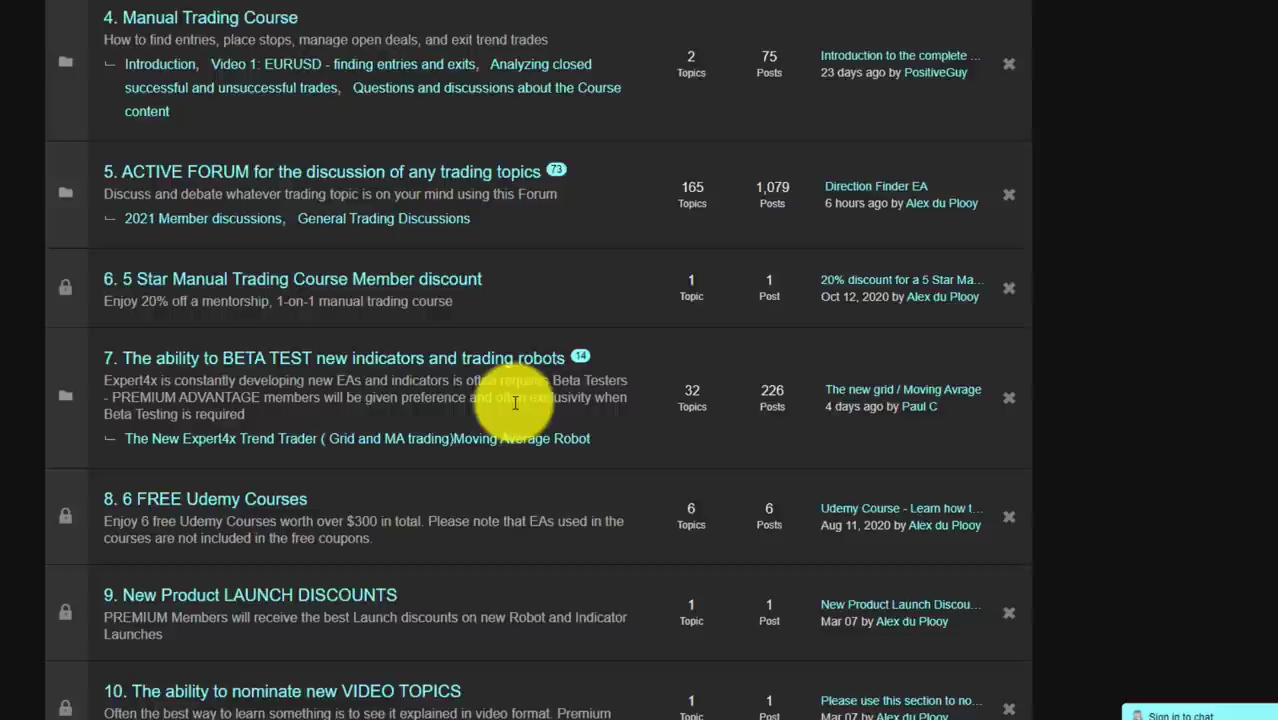 4. Manual Trading Course
How to find entries, place stops, manage open deals, and exit trend trades
Introduction, Video 1: EURUSD - finding entries and exits, Analyzing closed
successful and unsuccessful trades, Questions and discussions about the Course
content
2
Topics
75
Posts
Introduction to the complete ...
23 days ago by PositiveGuy
5. ACTIVE FORUM for the discussion of any trading topics 73
Discuss and debate whatever trading topic is on your mind using this Forum
2021 Member discussions, General Trading Discussions
165
Topics
1,079
Posts
Direction Finder EA
6 hours ago by Alex du Plooy
6. 5 Star Manual Trading Course Member discount
Enjoy 20% off a mentorship, 1-on-1 manual trading course
1
Topic
1
Post
20% discount for a 5 Star Ma...
Oct 12, 2020 by Alex du Plooy
7. The ability to BETA TEST new indicators and trading robots 14
Expert4x is constantly developing new EAs and indicators is often requires Beta Testers
- PREMIUM ADVANTAGE members will be given preference and often exclusivity when
Beta Testing is required
The New Expert4x Trend Trader ( Grid and MA trading)Moving Average Robot
32
Topics
226
Posts
The new grid / Moving Avrage
4 days ago by Paul C
8. 6 FREE Udemy Courses
Enjoy 6 free Udemy Courses worth over $300 in total. Please note that EAs used in the
courses are not included in the free coupons.
6
Topics
6
Posts
Udemy Course - Learn how t...
Aug 11, 2020 by Alex du Plooy
9. New Product LAUNCH DISCOUNTS
PREMIUM Members will receive the best Launch discounts on new Robot and Indicator
Launches
1
Topic
1
Post
New Product Launch Discou...
Mar 07 by Alex du Plooy
10. The ability to nominate new VIDEO TOPICS
Often the best way to learn something is to see it explained in video format. Premium
1
Topic
1
Post
Please use this section to no...
Mar 07 by Alex du Plooy
Sign in to chat